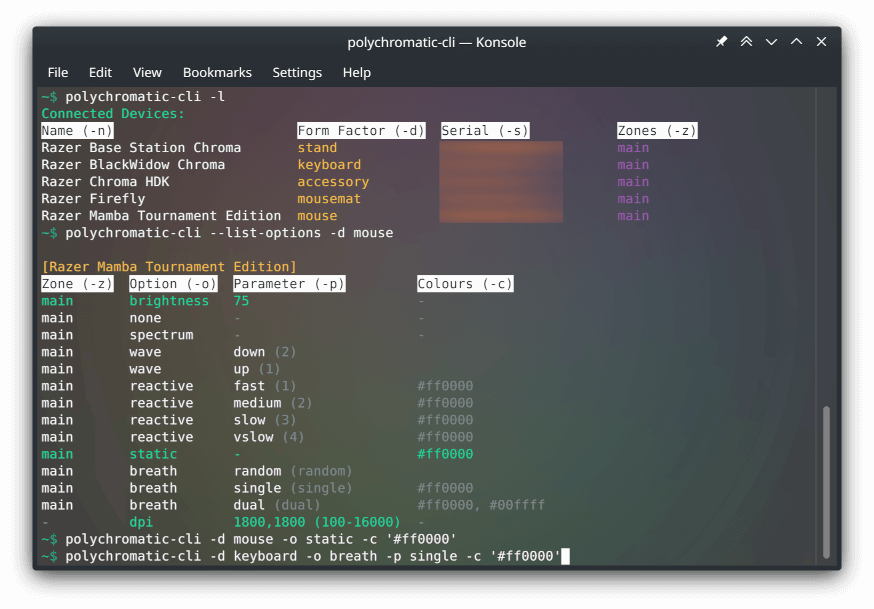 polychromatic-cli — Konsole
File Edit View Bookmarks Settings Help
~$ polychromatic-cli -l
Connected Devices:
Name (-n) Form Factor (-d) Serial (-s) Zones (-z)
Razer Base Station Chroma stand main
Razer BlackWidow Chroma keyboard main
Razer Chroma HDK accessory main
Razer Firefly mousemat main
Razer Mamba Tournament Edition mouse main
~$ polychromatic-cli --list-options -d mouse
[Razer Mamba Tournament Edition]
Zone (-z) Option (-o) Parameter (-p) Colours (-c)
main brightness 75 -
main none - -
main spectrum - -
main wave down (2)
main wave up (1)
main reactive fast (1) #ff0000
main reactive medium (2) #ff0000
main reactive slow (3) #ff0000
main reactive vslow (4) #ff0000
main static - #ff0000
main breath random (random)
main breath single (single) #ff0000
main breath dual (dual) #ff0000, #00ffff
- dpi 1800,1800 (100-16000) -
~$ polychromatic-cli -d mouse -o static -c '#ff0000'
~$ polychromatic-cli -d keyboard -o breath -p single -c '#ff0000'